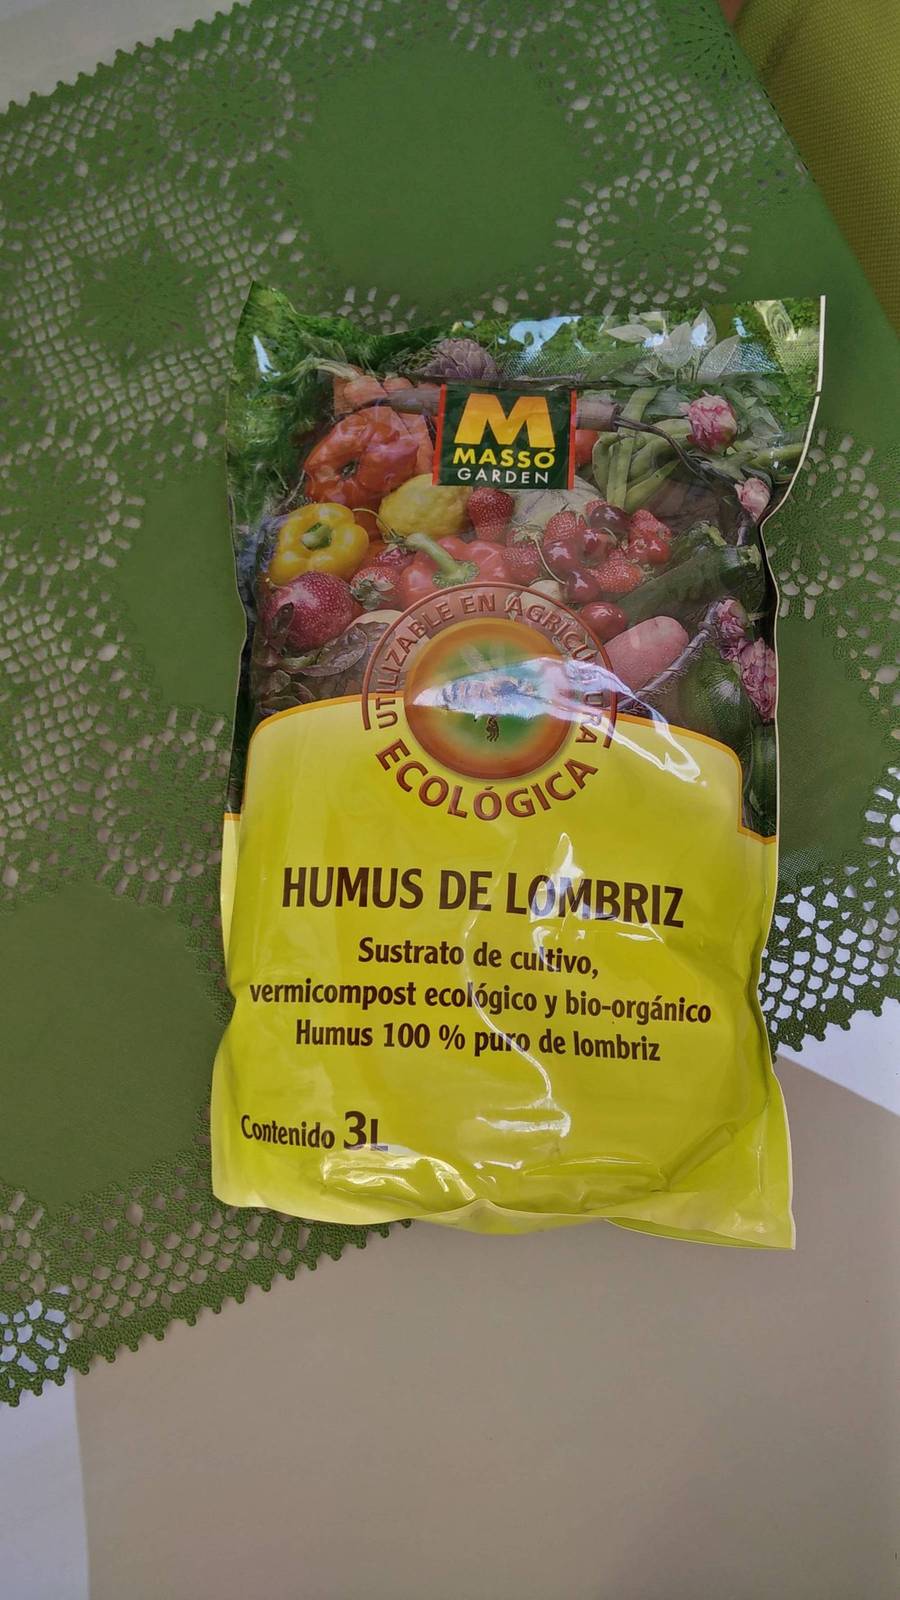 M
MASSÓ
GARDEN
UTILIZABLE EN AGRICULTURA
ECOLÓGICA
HUMUS DE LOMBRIZ
Sustrato de cultivo,
vermicompost ecológico y bio-orgánico
Humus 100 % puro de lombriz
Contenido 3L